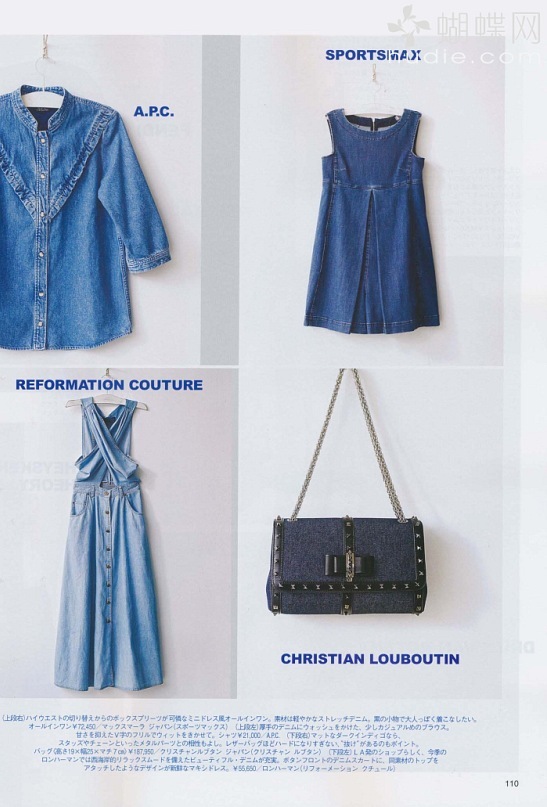 蝴蝶网
SPORTSMAX
A.P.C.
REFORMATION COUTURE
CHRISTIAN LOUBOUTIN
(上段右)ハイウエストの切り替えからのボックスプリーツが可憐なミニドレス風オールインワン。素材は軽やかなストレッチデニム。黒の小物で大人っぽく着こなしたい。
オールインワン¥72,450／マックスマーラ ジャパン(スポーツマックス) (上段左)厚手のデニムにウォッシュをかけた、少しカジュアルめのブラウス。
甘さを抑えたV字のフリルでウィットをきかせて。シャツ¥21,000／A.P.C. (下段右)マットなダークインディゴなら、
スタッズやチェーンといったメタルパーツとの相性もよし。レザーバッグほどハードになりすぎない、“抜け”があるのもポイント。
バッグ(高さ19×幅25×マチ7cm)¥187,950／クリスチャンルブタン ジャパン(クリスチャン ルブタン) (下段左)LA発のショップらしく、今季の
ロンハーマンでは西海岸的リラックスムードを備えたビューティフル・デニムが充実。ボタンフロントのデニムスカートに、同素材のトップを
アタッチしたようなデザインが新鮮なマキシドレス。¥55,650／ロンハーマン(リフォーメーション クチュール)
110